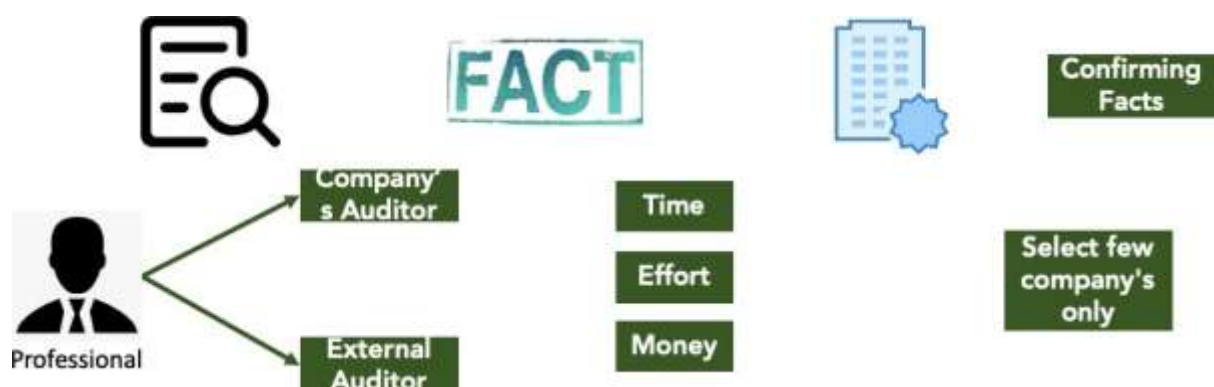 FACT
Confirming
Facts
Company'
s Auditor
Time
Effort
Money
Select few
company's
only
Professional
External
Auditor